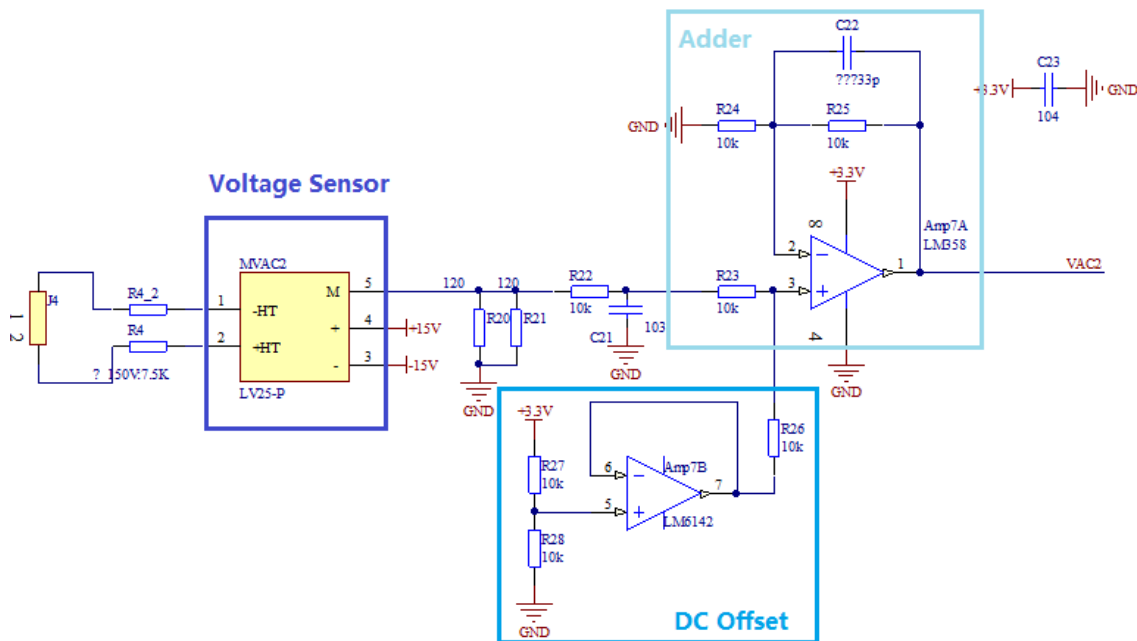 Adder
C22
???33p
C23
+3.3V
GND
104
R24
R25
GND
10k
10k
+3.3V
Voltage Sensor
8
Amp7A
LM358
MVAC2
2
1
VAC2
J4
R4_2
1
-HT
M
5
120
120
R22
R23
3
10k
10k
+
4
+15V
R20
R21
C21
103
R4
2
+HT
-
3
-15V
4
1 2
? 150V:7.5K
LV25-P
GND
GND
GND
+3.3V
R26
10k
R27
10k
6
Amp7B
7
5
LM6142
R28
10k
GND
DC Offset